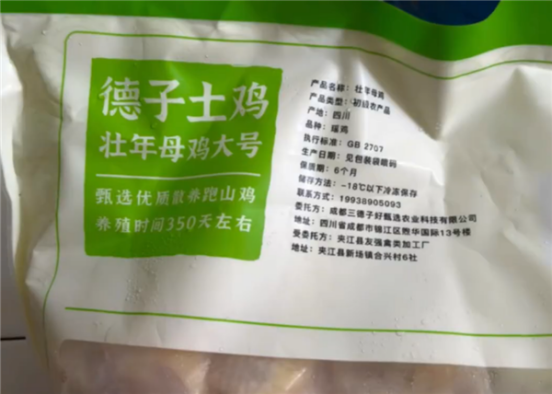 德子土鸡
壮年母鸡大号
甄选优质散养跑山鸡
养殖时间350天左右
产品名称：壮年母鸡
产品类型：初级农产品
产地：四川
品种：瑶鸡
执行标准：GB 2707
生产日期：见包装袋喷码
保质期：6个月
储存方法：-18℃以下冷冻保存
联系方式：19938905093
委托方：成都三德子好甄选农业科技有限公司
地址：四川省成都市锦江区煦华国际13号楼
受委托方：夹江县友强禽类加工厂
地址：夹江县新场镇合兴村6社